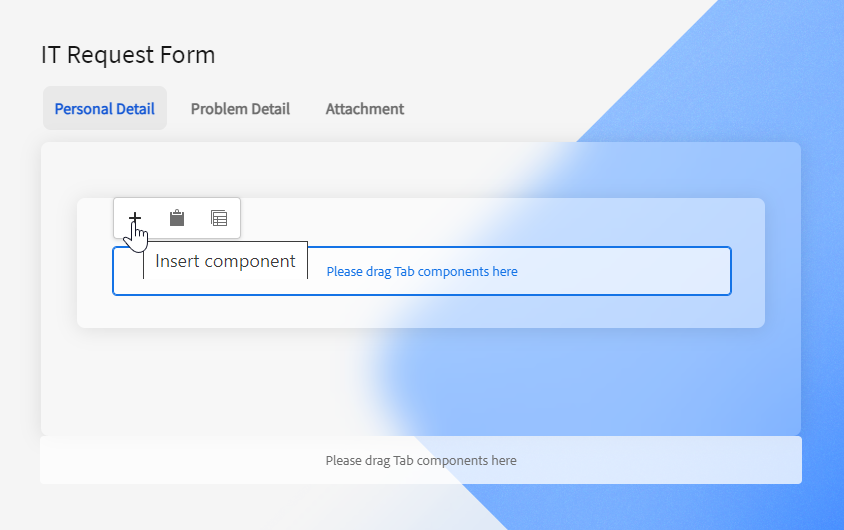 IT Request Form
Personal Detail Problem Detail Attachment
Insert component
Please drag Tab components here
Please drag Tab components here